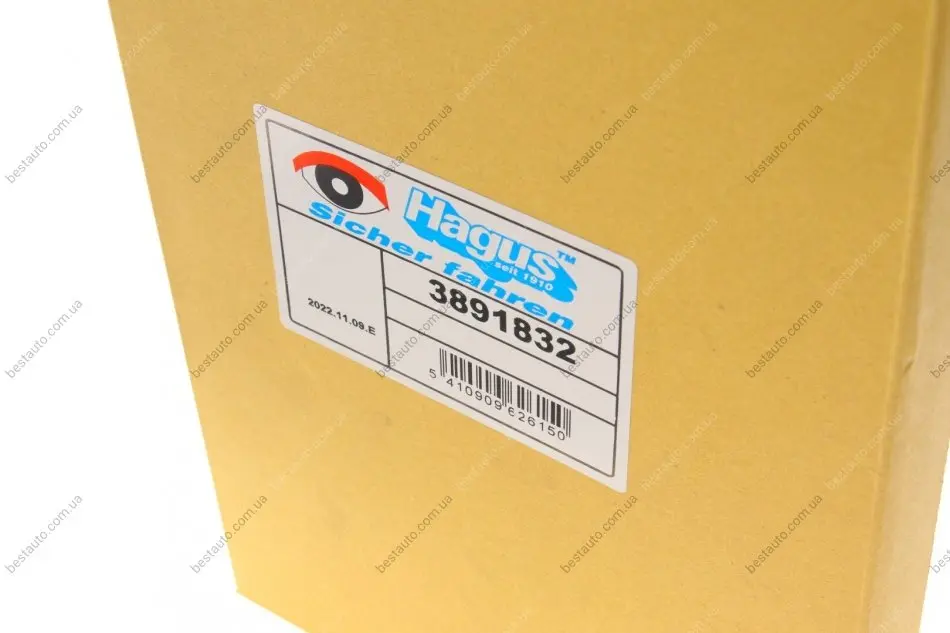 Hagus™
seit 1910
Sicher fahren
3891832
2022.11.09.E
5 410909 626150
bestauto.com.ua